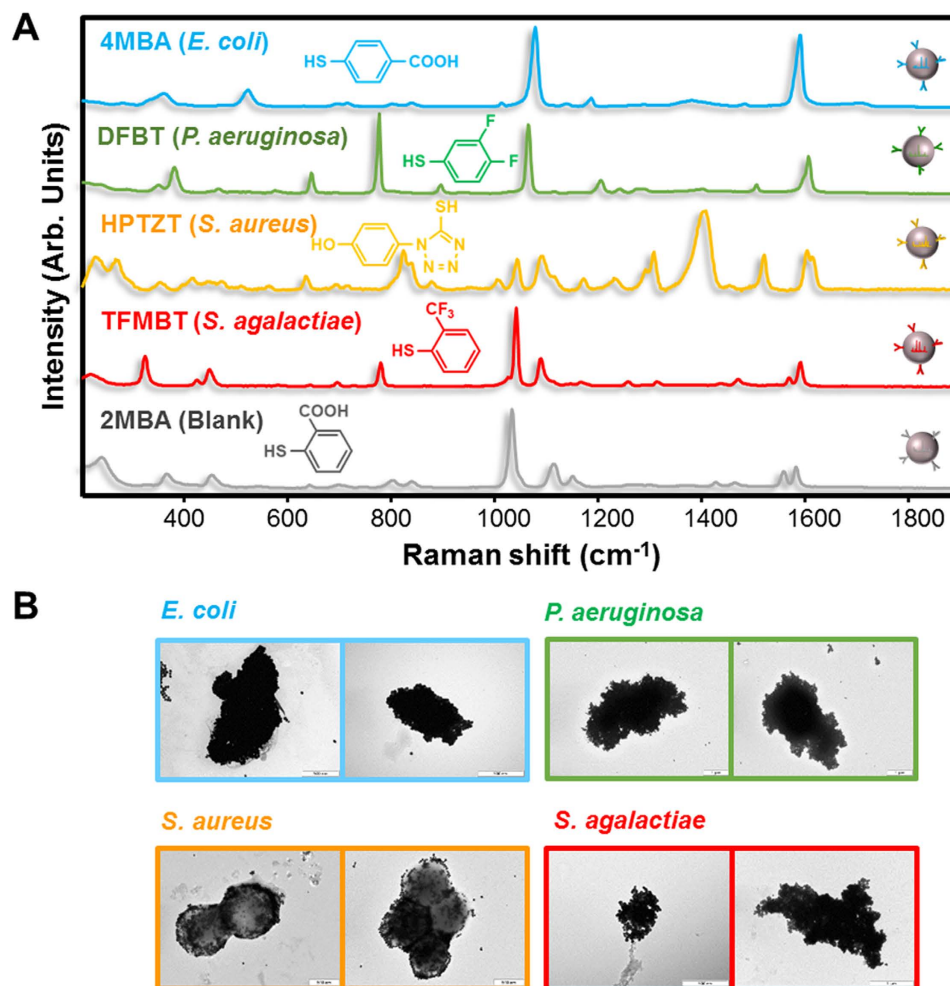 A
4MBA (E. coli)
HS
COOH
DFBT (P. aeruginosa)
F
HS
F
HPTZT (S. aureus)
SH
HO
N
N
N–N
TFMBT (S. agalactiae)
CF3
HS
2MBA (Blank)
COOH
HS
Intensity (Arb. Units)
400 600 800 1000 1200 1400 1600 1800
Raman shift (cm-1)
B
E. coli
P. aeruginosa
S. aureus
S. agalactiae